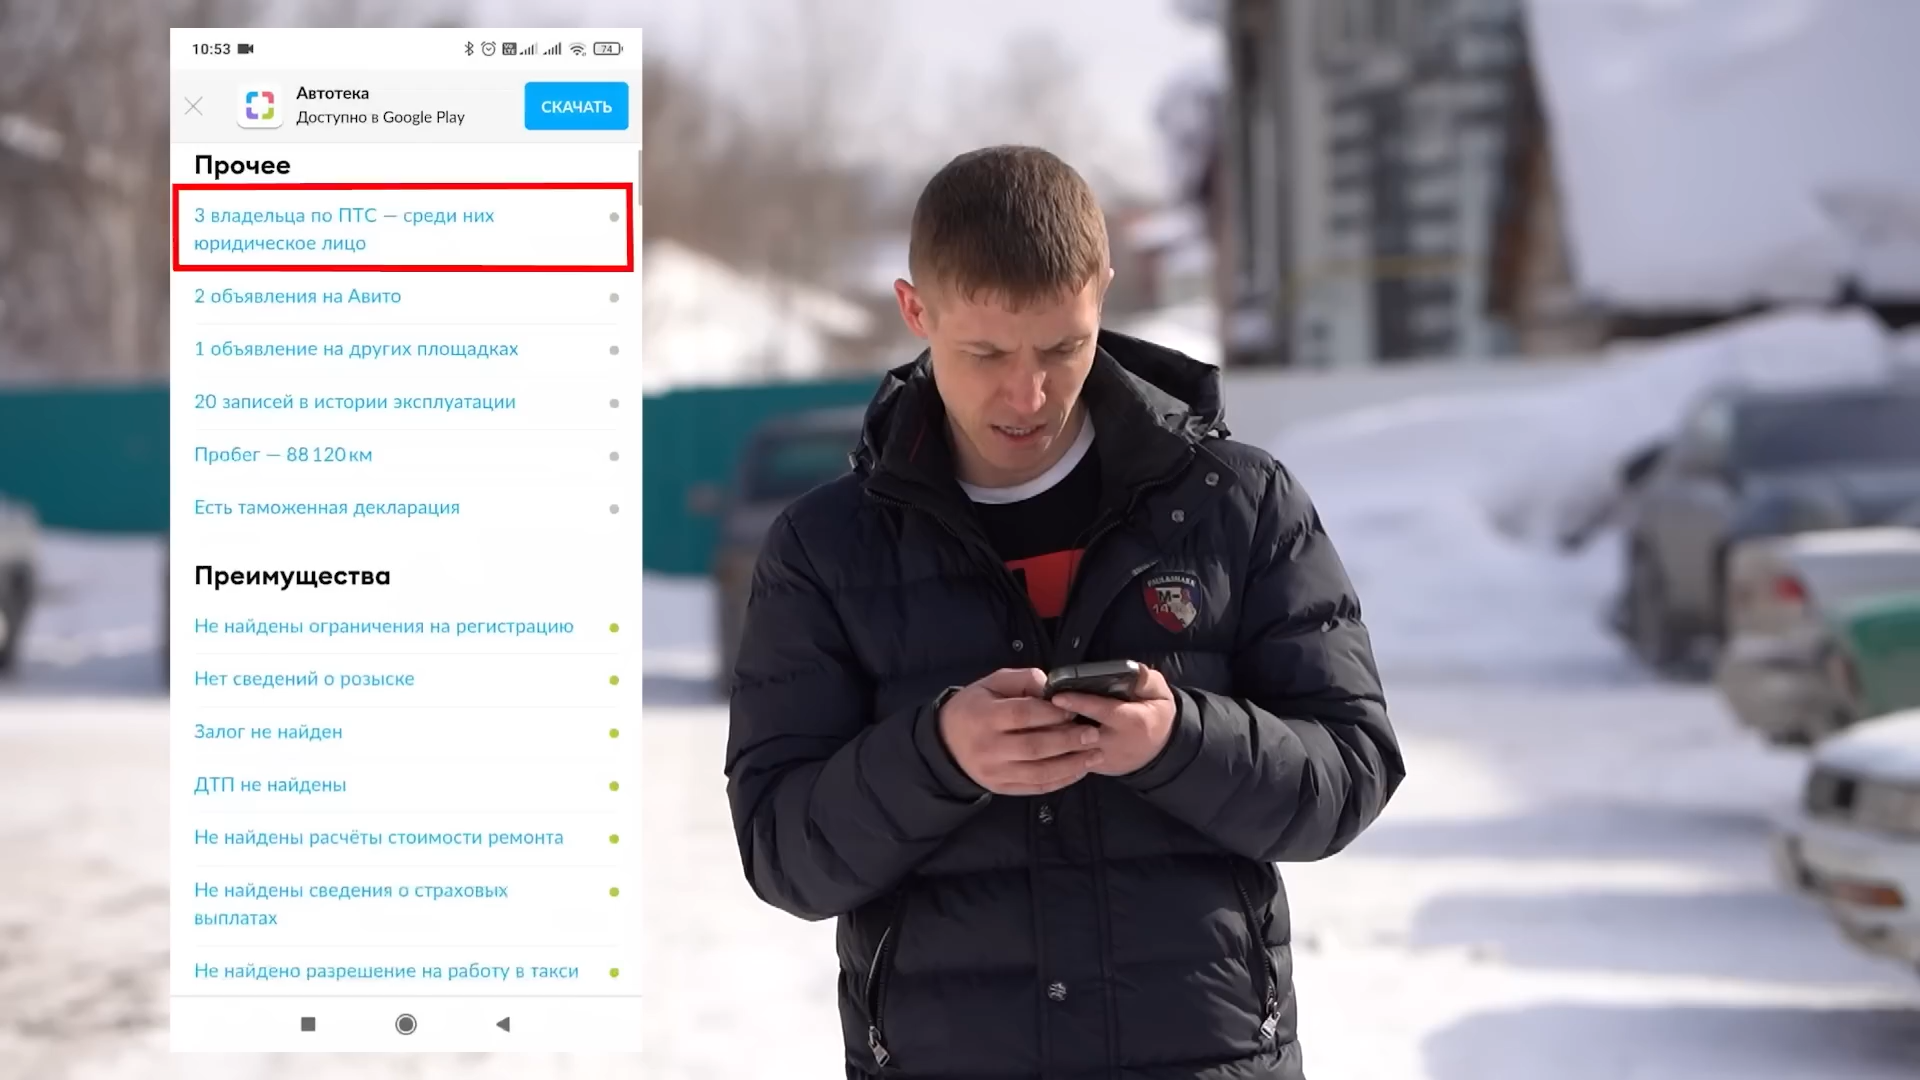 10:53
74
Автотека
Доступно в Google Play
СКАЧАТЬ
Прочее
3 владельца по ПТС — среди них
юридическое лицо
2 объявления на Авито
1 объявление на других площадках
20 записей в истории эксплуатации
Пробег — 88 120 км
Есть таможенная декларация
Преимущества
Не найдены ограничения на регистрацию
Нет сведений о розыске
Залог не найден
ДТП не найдены
Не найдены расчёты стоимости ремонта
Не найдены сведения о страховых
выплатах
Не найдено разрешение на работу в такси